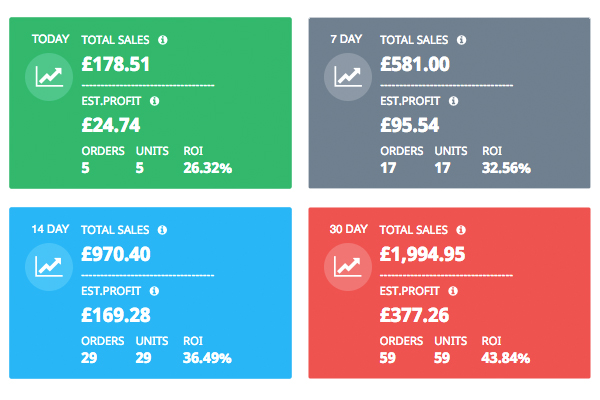 TODAY TOTAL SALES
£178.51
EST.PROFIT
£24.74
ORDERS UNITS ROI
5 5 26.32%
7 DAY TOTAL SALES
£581.00
EST.PROFIT
£95.54
ORDERS UNITS ROI
17 17 32.56%
14 DAY TOTAL SALES
£970.40
EST.PROFIT
£169.28
ORDERS UNITS ROI
29 29 36.49%
30 DAY TOTAL SALES
£1,994.95
EST.PROFIT
£377.26
ORDERS UNITS ROI
59 59 43.84%